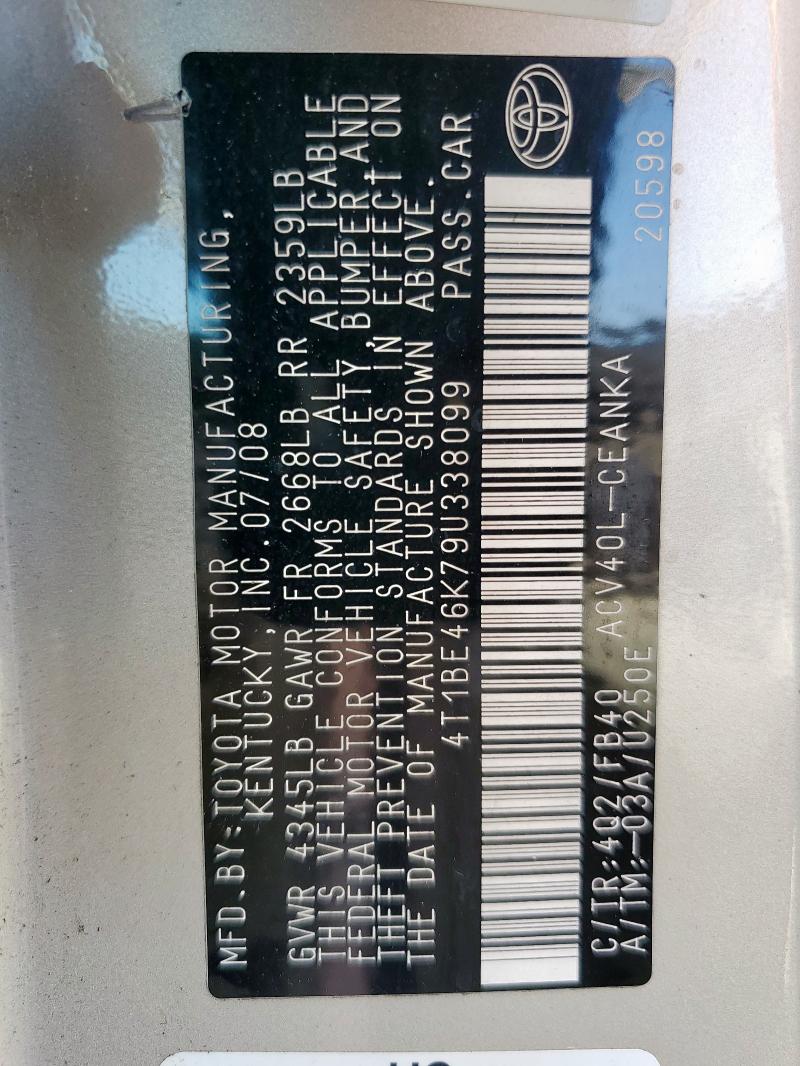 MFD.BY:TOYOTA MOTOR MANUFACTURING,
KENTUCKY,INC.07/08
GVWR 4345LB GAWR FR 2668LB RR 2359LB
THIS VEHICLE CONFORMS TO ALL APPLICABLE
FEDERAL MOTOR VEHICLE SAFETY,BUMPER,AND
THEFT PREVENTION STANDARDS IN EFFECT ON
THE DATE OF MANUFACTURE SHOWN ABOVE.
4T1BE46K79U338099 PASS.CAR
C/TR:4Q2/FB40 ACV40L-CEANKA
A/TM:-03A/U250E 20598